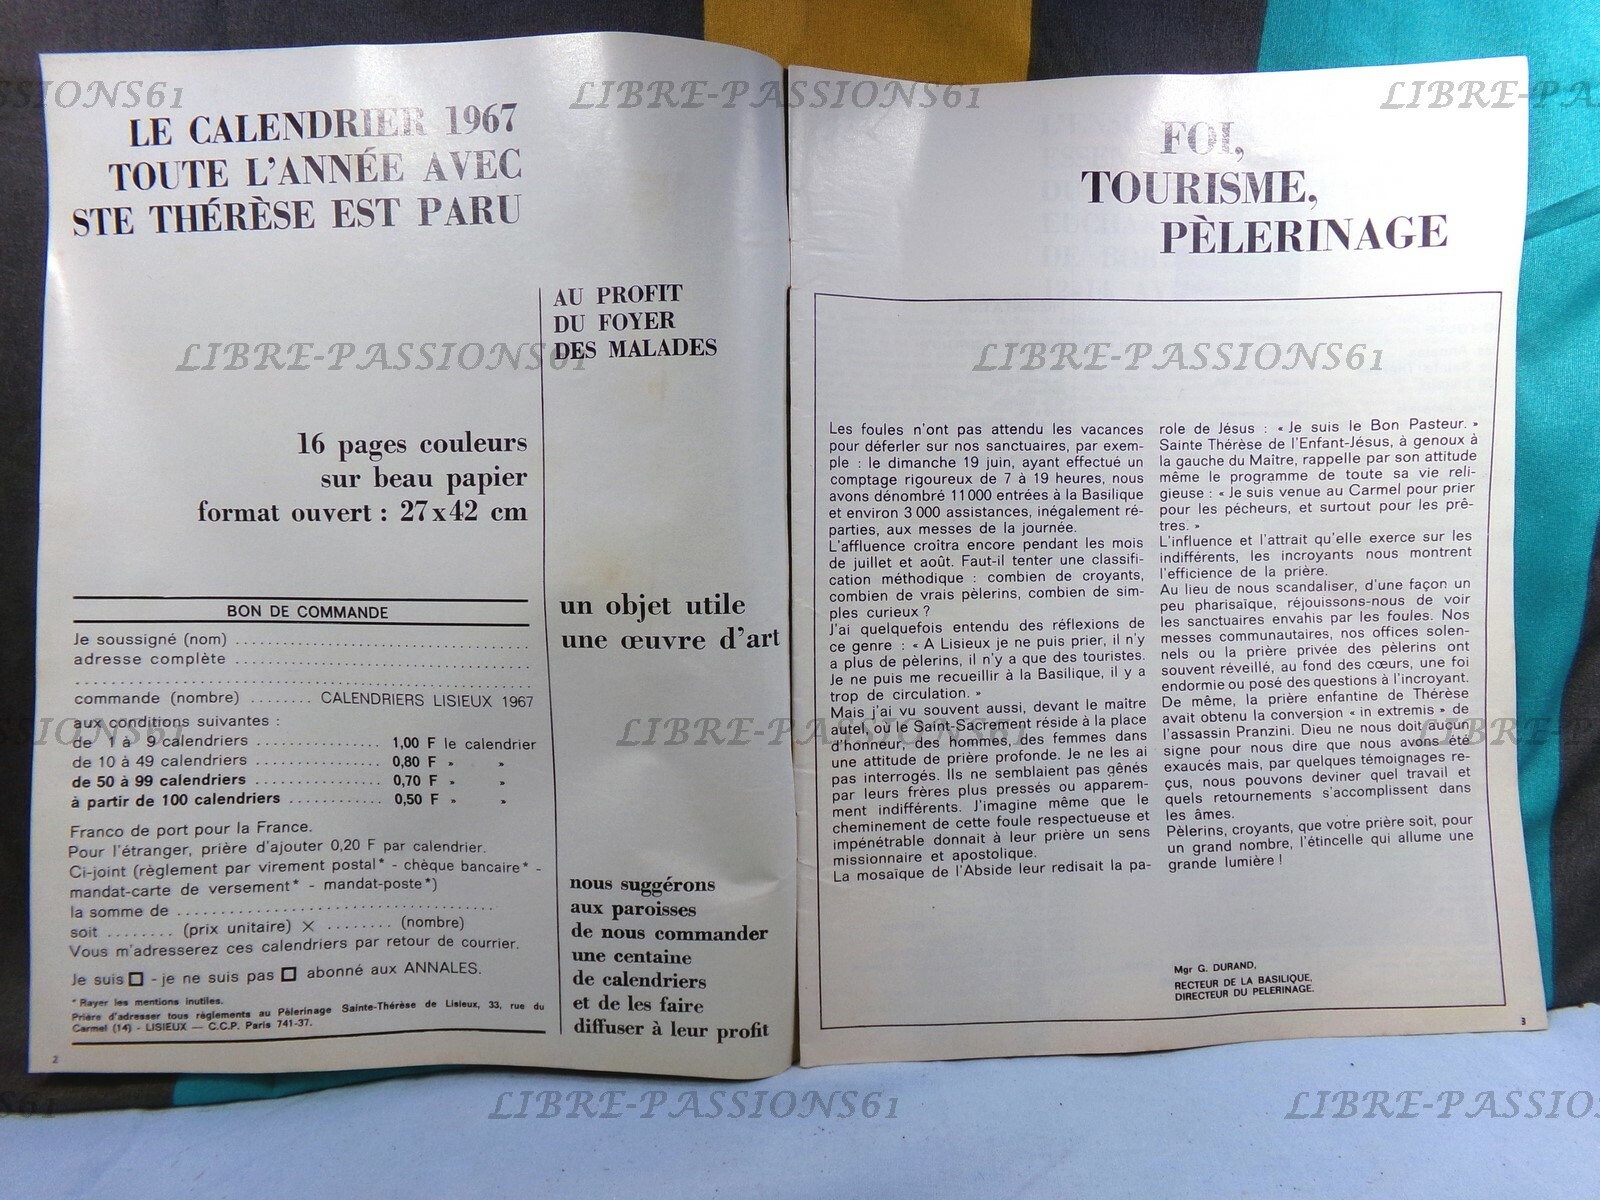 LE CALENDRIER 1967
TOUTE L'ANNÉE AVEC
STE THÉRÈSE EST PARU
AU PROFIT
DU FOYER
DES MALADES
16 pages couleurs
sur beau papier
format ouvert : 27 x 42 cm
un objet utile
une œuvre d'art
BON DE COMMANDE
Je soussigné (nom) ........................................
adresse complète ........................................
........................................
commande (nombre) ........ CALENDRIERS LISIEUX 1967
aux conditions suivantes :
de 1 à 9 calendriers ................ 1,00 F le calendrier
de 10 à 49 calendriers ................ 0,80 F » »
de 50 à 99 calendriers ................ 0,70 F » »
à partir de 100 calendriers ............ 0,50 F » »
Franco de port pour la France.
Pour l'étranger, prière d'ajouter 0,20 F par calendrier.
Ci-joint (règlement par virement postal* - chèque bancaire* -
mandat-carte de versement* - mandat-poste*)
la somme de ........................................
soit ........ (prix unitaire) × ........ (nombre)
Vous m'adresserez ces calendriers par retour de courrier.
Je suis □ - je ne suis pas □ abonné aux ANNALES.
* Rayer les mentions inutiles.
Prière d'adresser tous règlements au Pèlerinage Sainte-Thérèse de Lisieux, 33, rue du
Carmel (14) - LISIEUX — C.C.P. Paris 741-37.
nous suggérons
aux paroisses
de nous commander
une centaine
de calendriers
et de les faire
diffuser à leur profit
2
FOI,
TOURISME,
PÈLERINAGE
Les foules n'ont pas attendu les vacances
pour déferler sur nos sanctuaires, par exem-
ple : le dimanche 19 juin, ayant effectué un
comptage rigoureux de 7 à 19 heures, nous
avons dénombré 11 000 entrées à la Basilique
et environ 3 000 assistances, inégalement ré-
parties, aux messes de la journée.
L'affluence croîtra encore pendant les mois
de juillet et août. Faut-il tenter une classifi-
cation méthodique : combien de croyants,
combien de vrais pèlerins, combien de sim-
ples curieux ?
J'ai quelquefois entendu des réflexions de
ce genre : « A Lisieux je ne puis prier, il n'y
a plus de pèlerins, il n'y a que des touristes.
Je ne puis me recueillir à la Basilique, il y a
trop de circulation. »
Mais j'ai vu souvent aussi, devant le maître
autel, où le Saint-Sacrement réside à la place
d'honneur, des hommes, des femmes dans
une attitude de prière profonde. Je ne les ai
pas interrogés. Ils ne semblaient pas gênés
par leurs frères plus pressés ou apparem-
ment indifférents. J'imagine même que le
cheminement de cette foule respectueuse et
impénétrable donnait à leur prière un sens
missionnaire et apostolique.
La mosaïque de l'Abside leur redisait la pa-
role de Jésus : « Je suis le Bon Pasteur. »
Sainte Thérèse de l'Enfant-Jésus, à genoux à
la gauche du Maître, rappelle par son attitude
même le programme de toute sa vie reli-
gieuse : « Je suis venue au Carmel pour prier
pour les pécheurs, et surtout pour les prê-
tres. »
L'influence et l'attrait qu'elle exerce sur les
indifférents, les incroyants nous montrent
l'efficience de la prière.
Au lieu de nous scandaliser, d'une façon un
peu pharisaïque, réjouissons-nous de voir
les sanctuaires envahis par les foules. Nos
messes communautaires, nos offices solen-
nels ou la prière privée des pèlerins ont
souvent réveillé, au fond des cœurs, une foi
endormie ou posé des questions à l'incroyant.
De même, la prière enfantine de Thérèse
avait obtenu la conversion « in extremis » de
l'assassin Pranzini. Dieu ne nous doit aucun
signe pour nous dire que nous avons été
exaucés mais, par quelques témoignages re-
çus, nous pouvons deviner quel travail et
quels retournements s'accomplissent dans
les âmes.
Pèlerins, croyants, que votre prière soit, pour
un grand nombre, l'étincelle qui allume une
grande lumière !
Mgr G. DURAND,
RECTEUR DE LA BASILIQUE,
DIRECTEUR DU PELERINAGE.
3
LIBRE-PASSIONS61